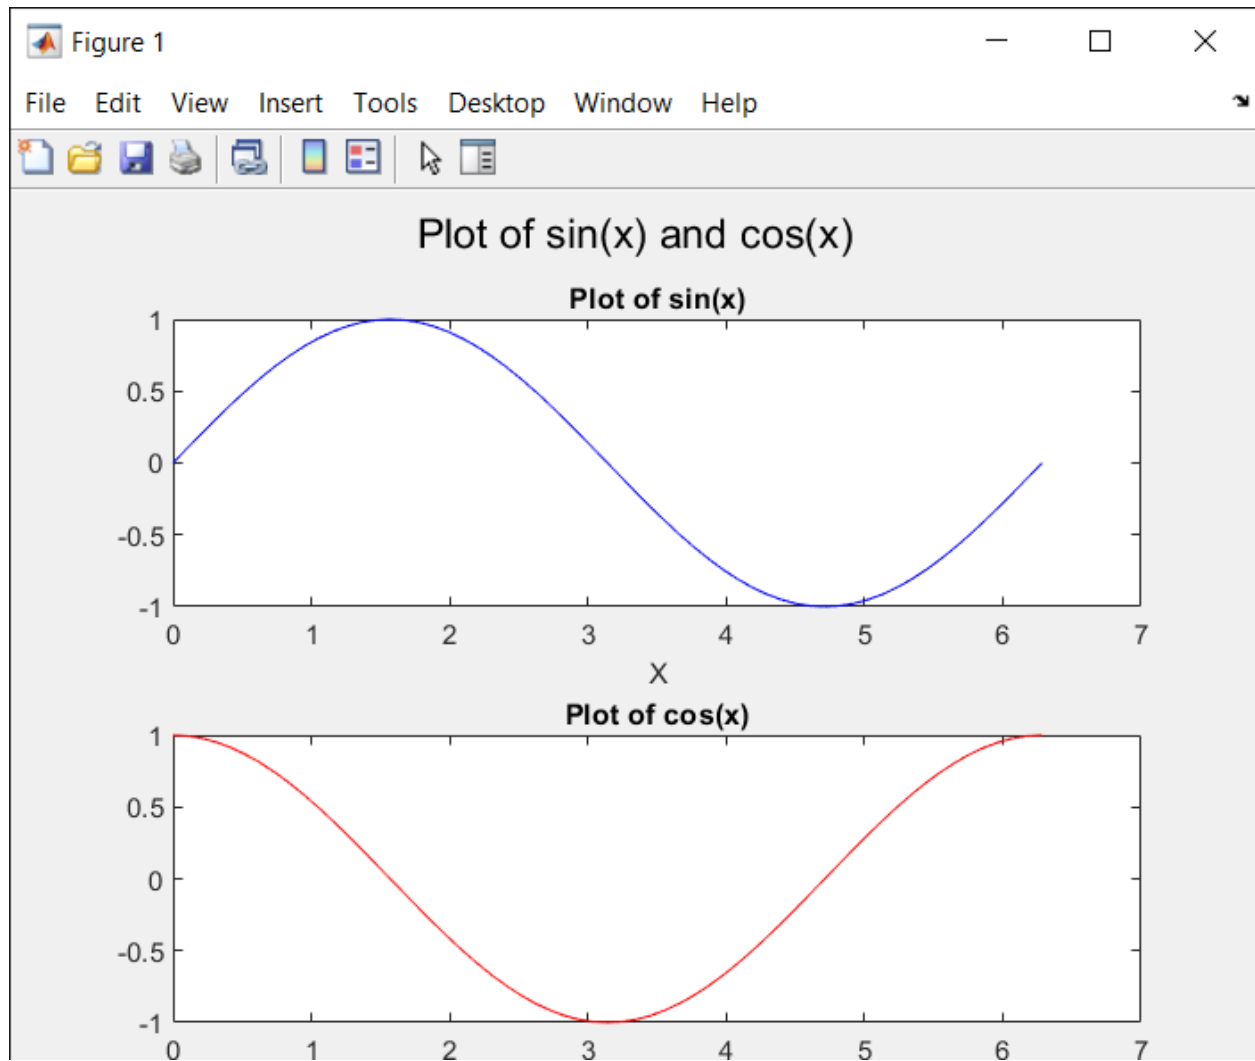 Figure 1
File Edit View Insert Tools Desktop Window Help
Plot of sin(x) and cos(x)
Plot of sin(x)
1
0.5
0
-0.5
-1
0 1 2 3 4 5 6 7
X
Plot of cos(x)
1
0.5
0
-0.5
-1
0 1 2 3 4 5 6 7